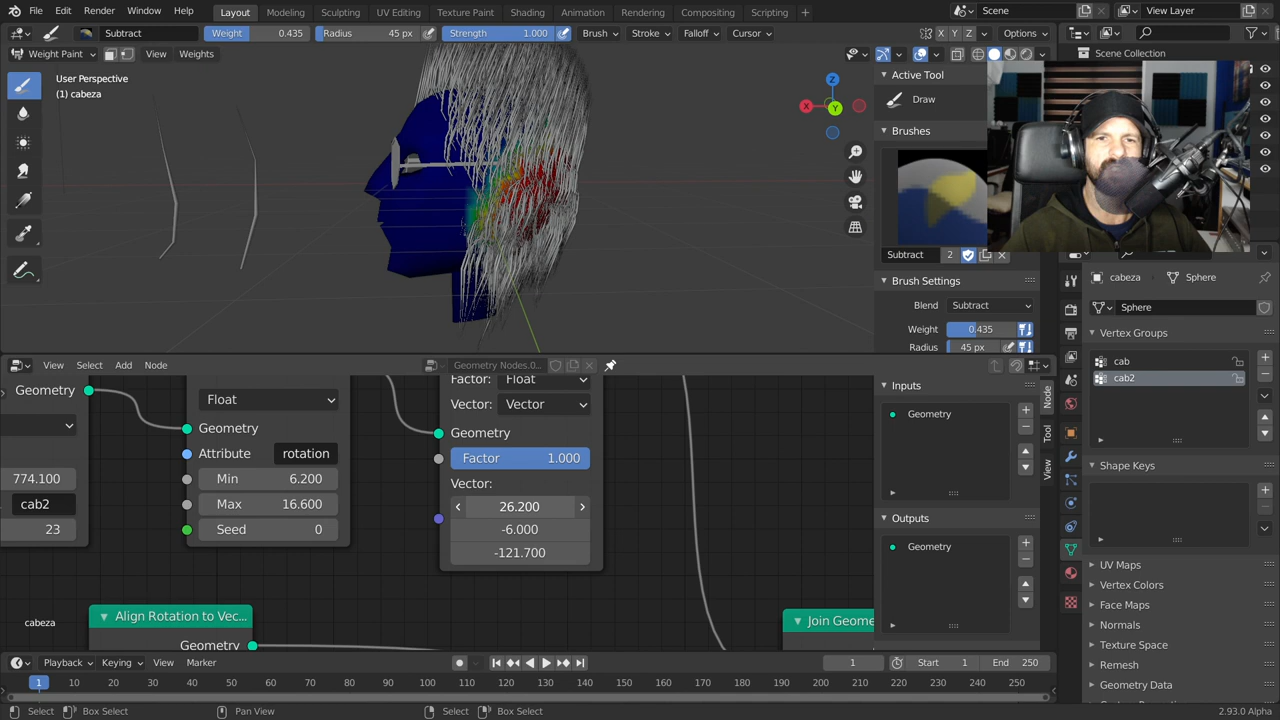 File Edit Render Window Help Layout Modeling Sculpting UV Editing Texture Paint Shading Animation Rendering Compositing Scripting + Scene View Layer
Subtract Weight 0.435 Radius 45 px Strength 1.000 Brush Stroke Falloff Cursor X Y Z Options
Weight Paint View Weights
Scene Collection
User Perspective
(1) cabeza
Z
X
Y
Active Tool
Draw
Brushes
Subtract 2
Brush Settings
Blend Subtract
Weight 0.435
Radius 45 px
cabeza Sphere
Sphere
Vertex Groups
cab
cab2
Shape Keys
UV Maps
Vertex Colors
Face Maps
Normals
Texture Space
Remesh
Geometry Data
View Select Add Node Geometry Nodes.0...
Geometry
774.100
cab2
23
Float
Geometry
Attribute rotation
Min 6.200
Max 16.600
Seed 0
Factor: Float
Vector: Vector
Geometry
Factor 1.000
Vector:
26.200
-6.000
-121.700
Inputs
Geometry
Outputs
Geometry
Node
Tool
View
Align Rotation to Vec...
Geometry
Join Geome
cabeza
Playback Keying View Marker 1 Start 1 End 250
1 10 20 30 40 50 60 70 80 90 100 110 120 130 140 150 160 170 180 190 200 210 220 230 240 250
Select Box Select Pan View Select Box Select 2.93.0 Alpha